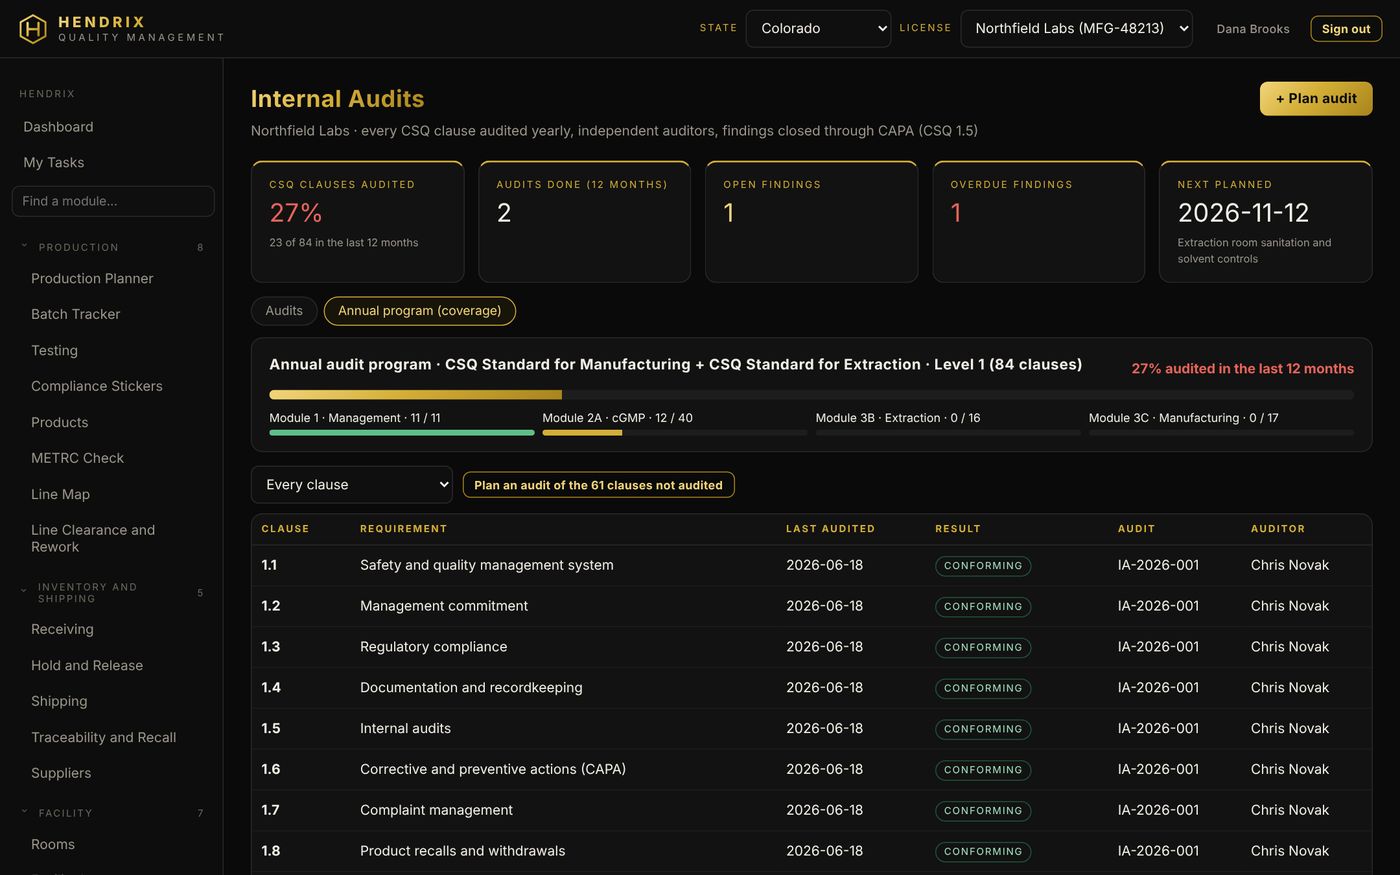 HENDRIX
QUALITY MANAGEMENT
STATE
Colorado
LICENSE
Northfield Labs (MFG-48213)
Dana Brooks
Sign out
HENDRIX
Dashboard
My Tasks
Find a module...
PRODUCTION 8
Production Planner
Batch Tracker
Testing
Compliance Stickers
Products
METRC Check
Line Map
Line Clearance and
Rework
INVENTORY AND
SHIPPING 5
Receiving
Hold and Release
Shipping
Traceability and Recall
Suppliers
FACILITY 7
Rooms
Internal Audits
+ Plan audit
Northfield Labs · every CSQ clause audited yearly, independent auditors, findings closed through CAPA (CSQ 1.5)
CSQ CLAUSES AUDITED
27%
23 of 84 in the last 12 months
AUDITS DONE (12 MONTHS)
2
OPEN FINDINGS
1
OVERDUE FINDINGS
1
NEXT PLANNED
2026-11-12
Extraction room sanitation and
solvent controls
Audits
Annual program (coverage)
Annual audit program · CSQ Standard for Manufacturing + CSQ Standard for Extraction · Level 1 (84 clauses)
27% audited in the last 12 months
Module 1 · Management · 11 / 11
Module 2A · cGMP · 12 / 40
Module 3B · Extraction · 0 / 16
Module 3C · Manufacturing · 0 / 17
Every clause
Plan an audit of the 61 clauses not audited
CLAUSE REQUIREMENT LAST AUDITED RESULT AUDIT AUDITOR
1.1 Safety and quality management system 2026-06-18 CONFORMING IA-2026-001 Chris Novak
1.2 Management commitment 2026-06-18 CONFORMING IA-2026-001 Chris Novak
1.3 Regulatory compliance 2026-06-18 CONFORMING IA-2026-001 Chris Novak
1.4 Documentation and recordkeeping 2026-06-18 CONFORMING IA-2026-001 Chris Novak
1.5 Internal audits 2026-06-18 CONFORMING IA-2026-001 Chris Novak
1.6 Corrective and preventive actions (CAPA) 2026-06-18 CONFORMING IA-2026-001 Chris Novak
1.7 Complaint management 2026-06-18 CONFORMING IA-2026-001 Chris Novak
1.8 Product recalls and withdrawals 2026-06-18 CONFORMING IA-2026-001 Chris Novak